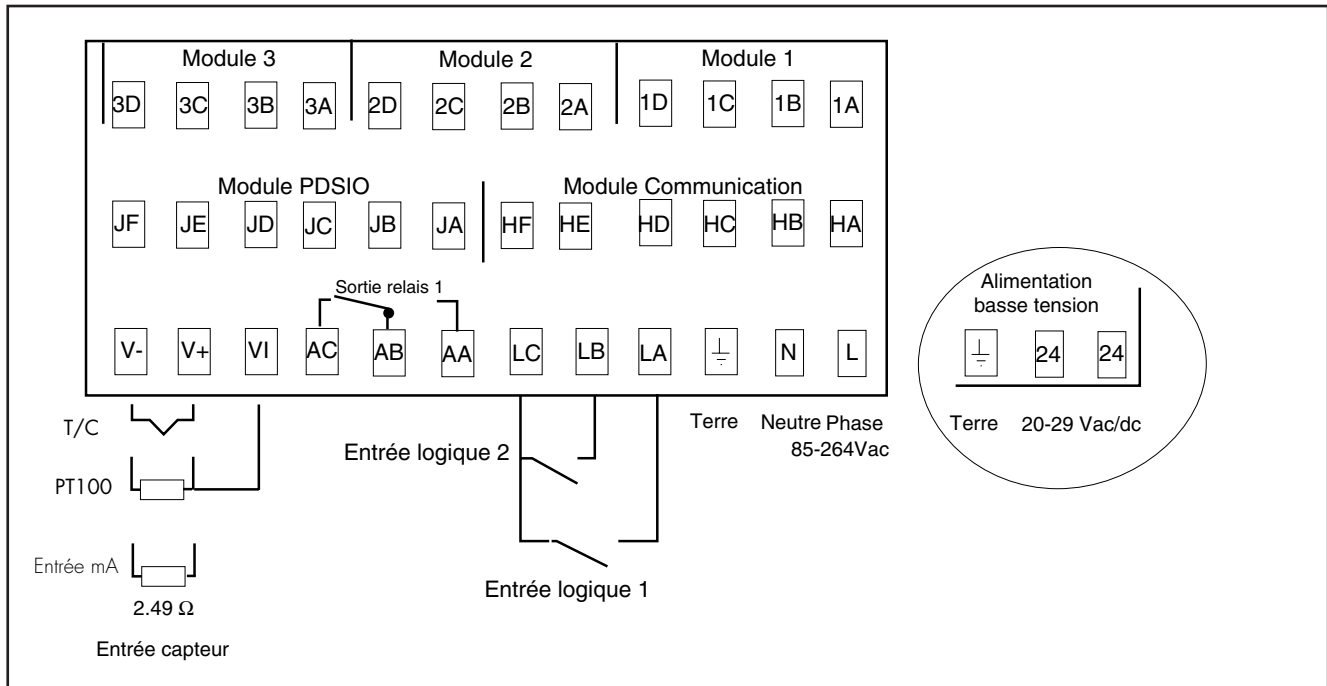 Module 3 Module 2 Module 1
3D 3C 3B 3A 2D 2C 2B 2A 1D 1C 1B 1A
Module PDSIO Module Communication
JF JE JD JC JB JA HF HE HD HC HB HA
Sortie relais 1
V- V+ VI AC AB AA LC LB LA N L
Alimentation
basse tension
24 24
Terre 20-29 Vac/dc
T/C
PT100
Entrée mA
2.49 Ω
Entrée capteur
Entrée logique 2
Entrée logique 1
Terre Neutre Phase
85-264Vac